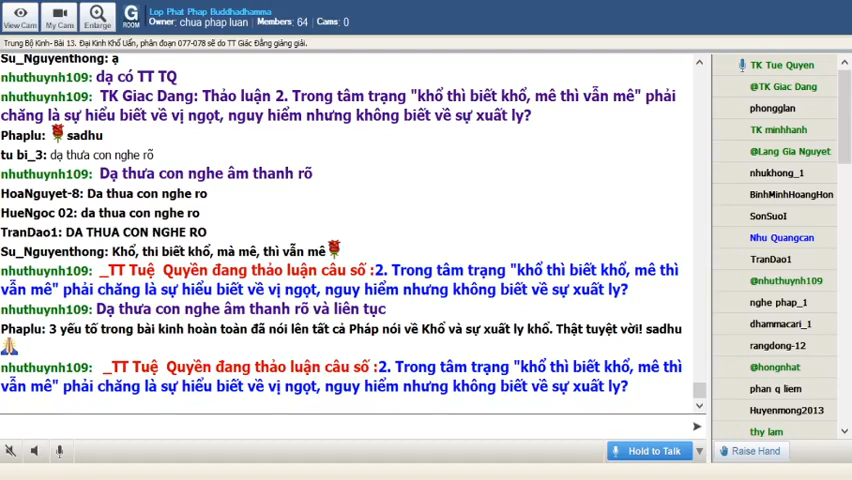 View Cam
My Cam
Enlarge
G ROOM
Lop Phat Phap Buddhadhamma
Owner: chua phap luan , Members: 64 / Cams: 0
Trung Bộ Kinh- Bài 13. Đại Kinh Khổ Uẩn, phân đoạn 077-078 sẽ do TT Giác Đẳng giảng giải.
Su_Nguyenthong: ạ
nhuthuynh109: dạ có TT TQ
nhuthuynh109: TK Giac Dang: Thảo luận 2. Trong tâm trạng "khổ thì biết khổ, mê thì vẫn mê" phải
chăng là sự hiểu biết về vị ngọt, nguy hiểm nhưng không biết về sự xuất ly?
Phaplu: sadhu
tu bi_3: dạ thưa con nghe rõ
nhuthuynh109: Dạ thưa con nghe âm thanh rõ
HoaNguyet-8: Da thua con nghe ro
HueNgoc 02: da thua con nghe ro
TranDao1: DA THUA CON NGHE RO
Su_Nguyenthong: Khổ, thi biết khổ, mà mê, thì vẫn mê
nhuthuynh109: _TT Tuệ Quyền đang thảo luận câu số :2. Trong tâm trạng "khổ thì biết khổ, mê thì
vẫn mê" phải chăng là sự hiểu biết về vị ngọt, nguy hiểm nhưng không biết về sự xuất ly?
nhuthuynh109: Dạ thưa con nghe âm thanh rõ và liên tục
Phaplu: 3 yếu tố trong bài kinh hoàn toàn đã nói lên tất cả Pháp nói về Khổ và sự xuất ly khổ. Thật tuyệt vời! sadhu
nhuthuynh109: _TT Tuệ Quyền đang thảo luận câu số :2. Trong tâm trạng "khổ thì biết khổ, mê thì
vẫn mê" phải chăng là sự hiểu biết về vị ngọt, nguy hiểm nhưng không biết về sự xuất ly?
Hold to Talk
TK Tue Quyen
@TK Giac Dang
phongglan
TK minhhanh
@Lang Gia Nguyet
nhukhong_1
BinhMinhHoangHon
SonSuoI
Nhu Quangcan
TranDao1
@nhuthuynh109
nghe phap_1
dhammacari_1
rangdong-12
@hongnhat
phan q liem
Huyenmong2013
thy lam
Raise Hand